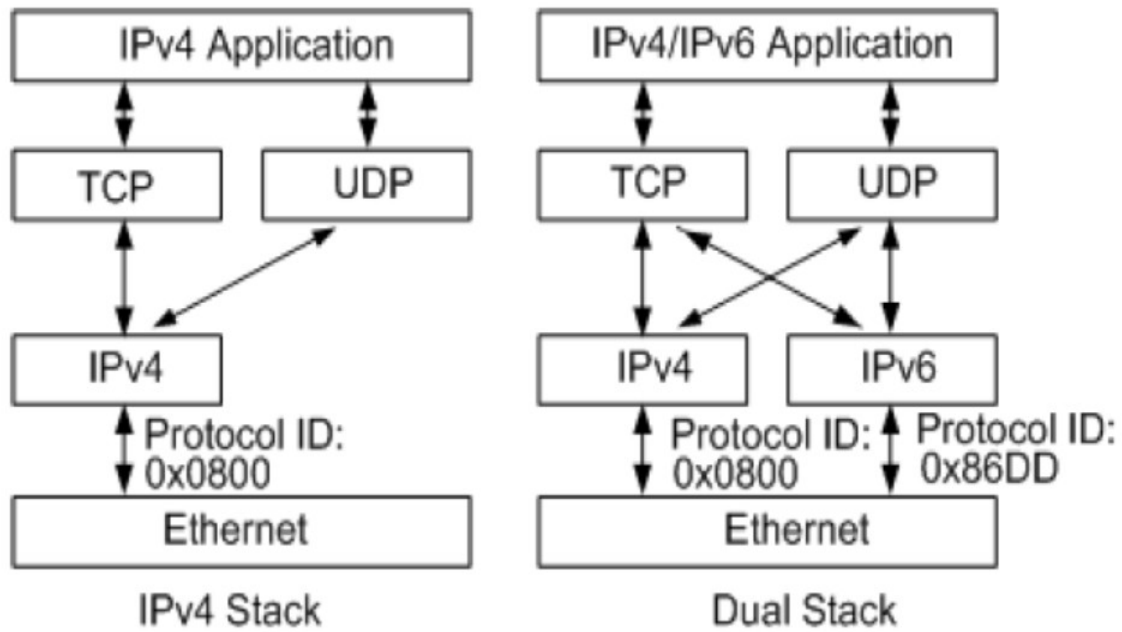 IPv4 Application
TCP
UDP
IPv4
Protocol ID:
0x0800
Ethernet
IPv4 Stack
IPv4/IPv6 Application
TCP
UDP
IPv4
IPv6
Protocol ID:
0x0800
Protocol ID:
0x86DD
Ethernet
Dual Stack